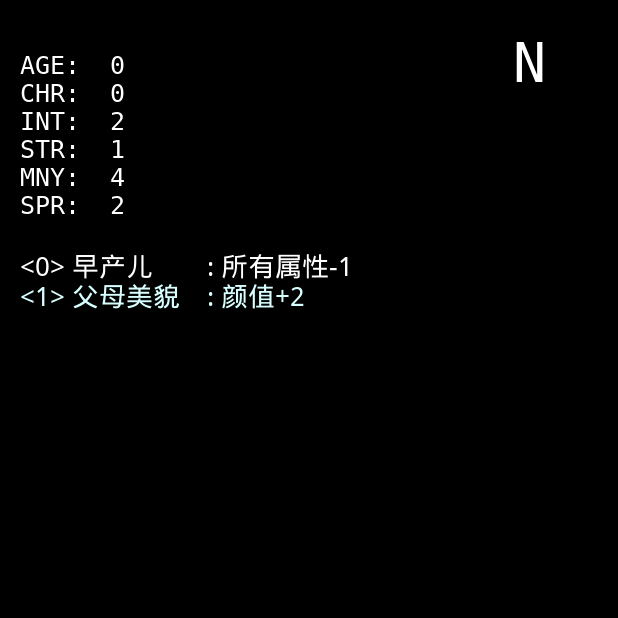 N
AGE: 0
CHR: 0
INT: 2
STR: 1
MNY: 4
SPR: 2
<0> 早产儿 : 所有属性-1
<1> 父母美貌 : 颜值+2